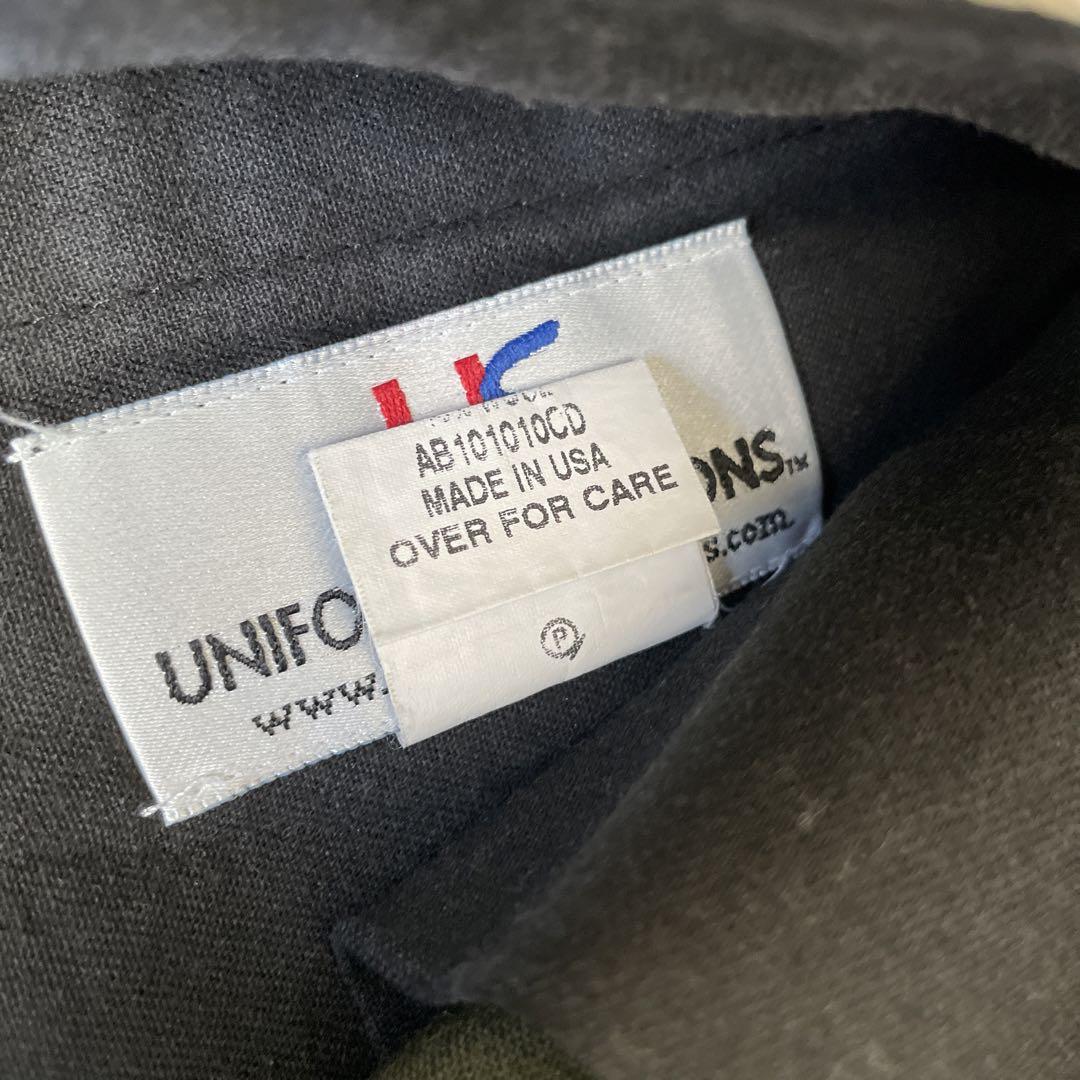 AB101010CD
MADE IN USA
OVER FOR CARE
P
UNIFO ONS™
www. s.com